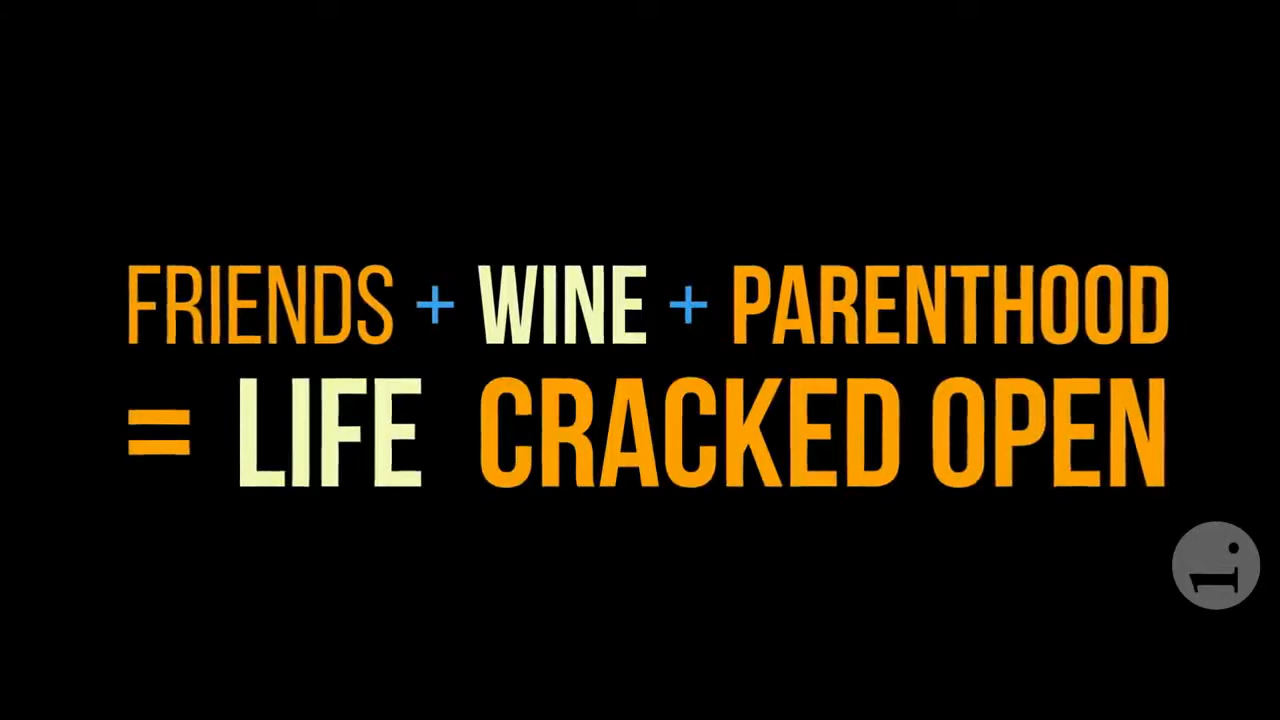 FRIENDS + WINE + PARENTHOOD
= LIFE CRACKED OPEN